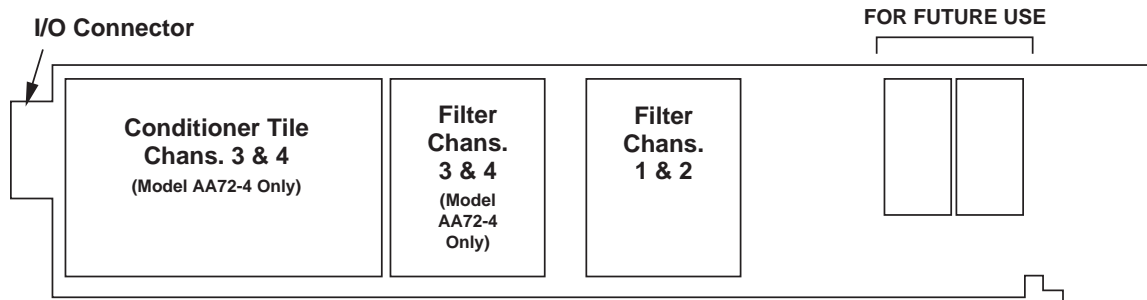 FOR FUTURE USE
I/O Connector
Conditioner Tile
Chans. 3 & 4
(Model AA72-4 Only)
Filter
Chans.
3 & 4
(Model
AA72-4
Only)
Filter
Chans.
1 & 2